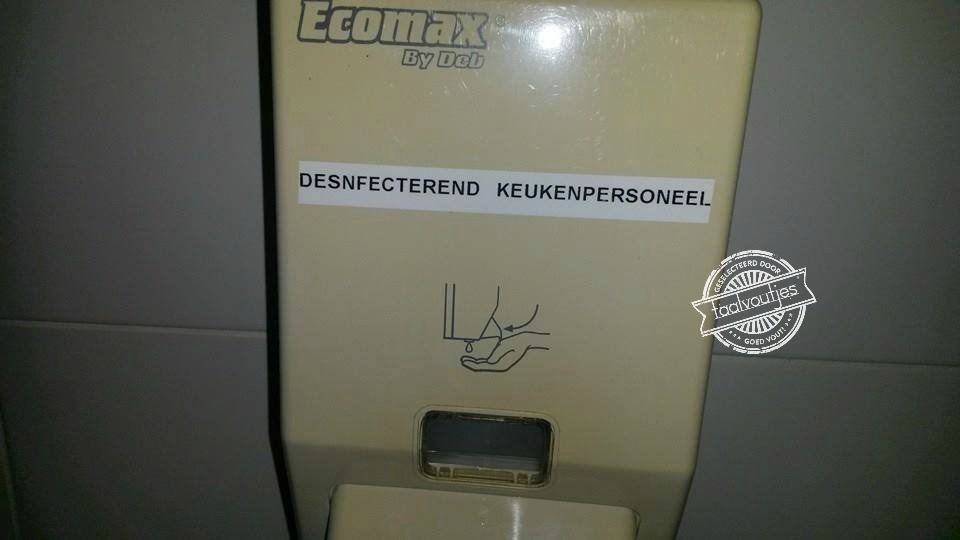 Ecomax®
By Deb
DESNFECTEREND KEUKENPERSONEEL
GESELECTEERD DOOR
taalvoutjes
GOED VOUT!